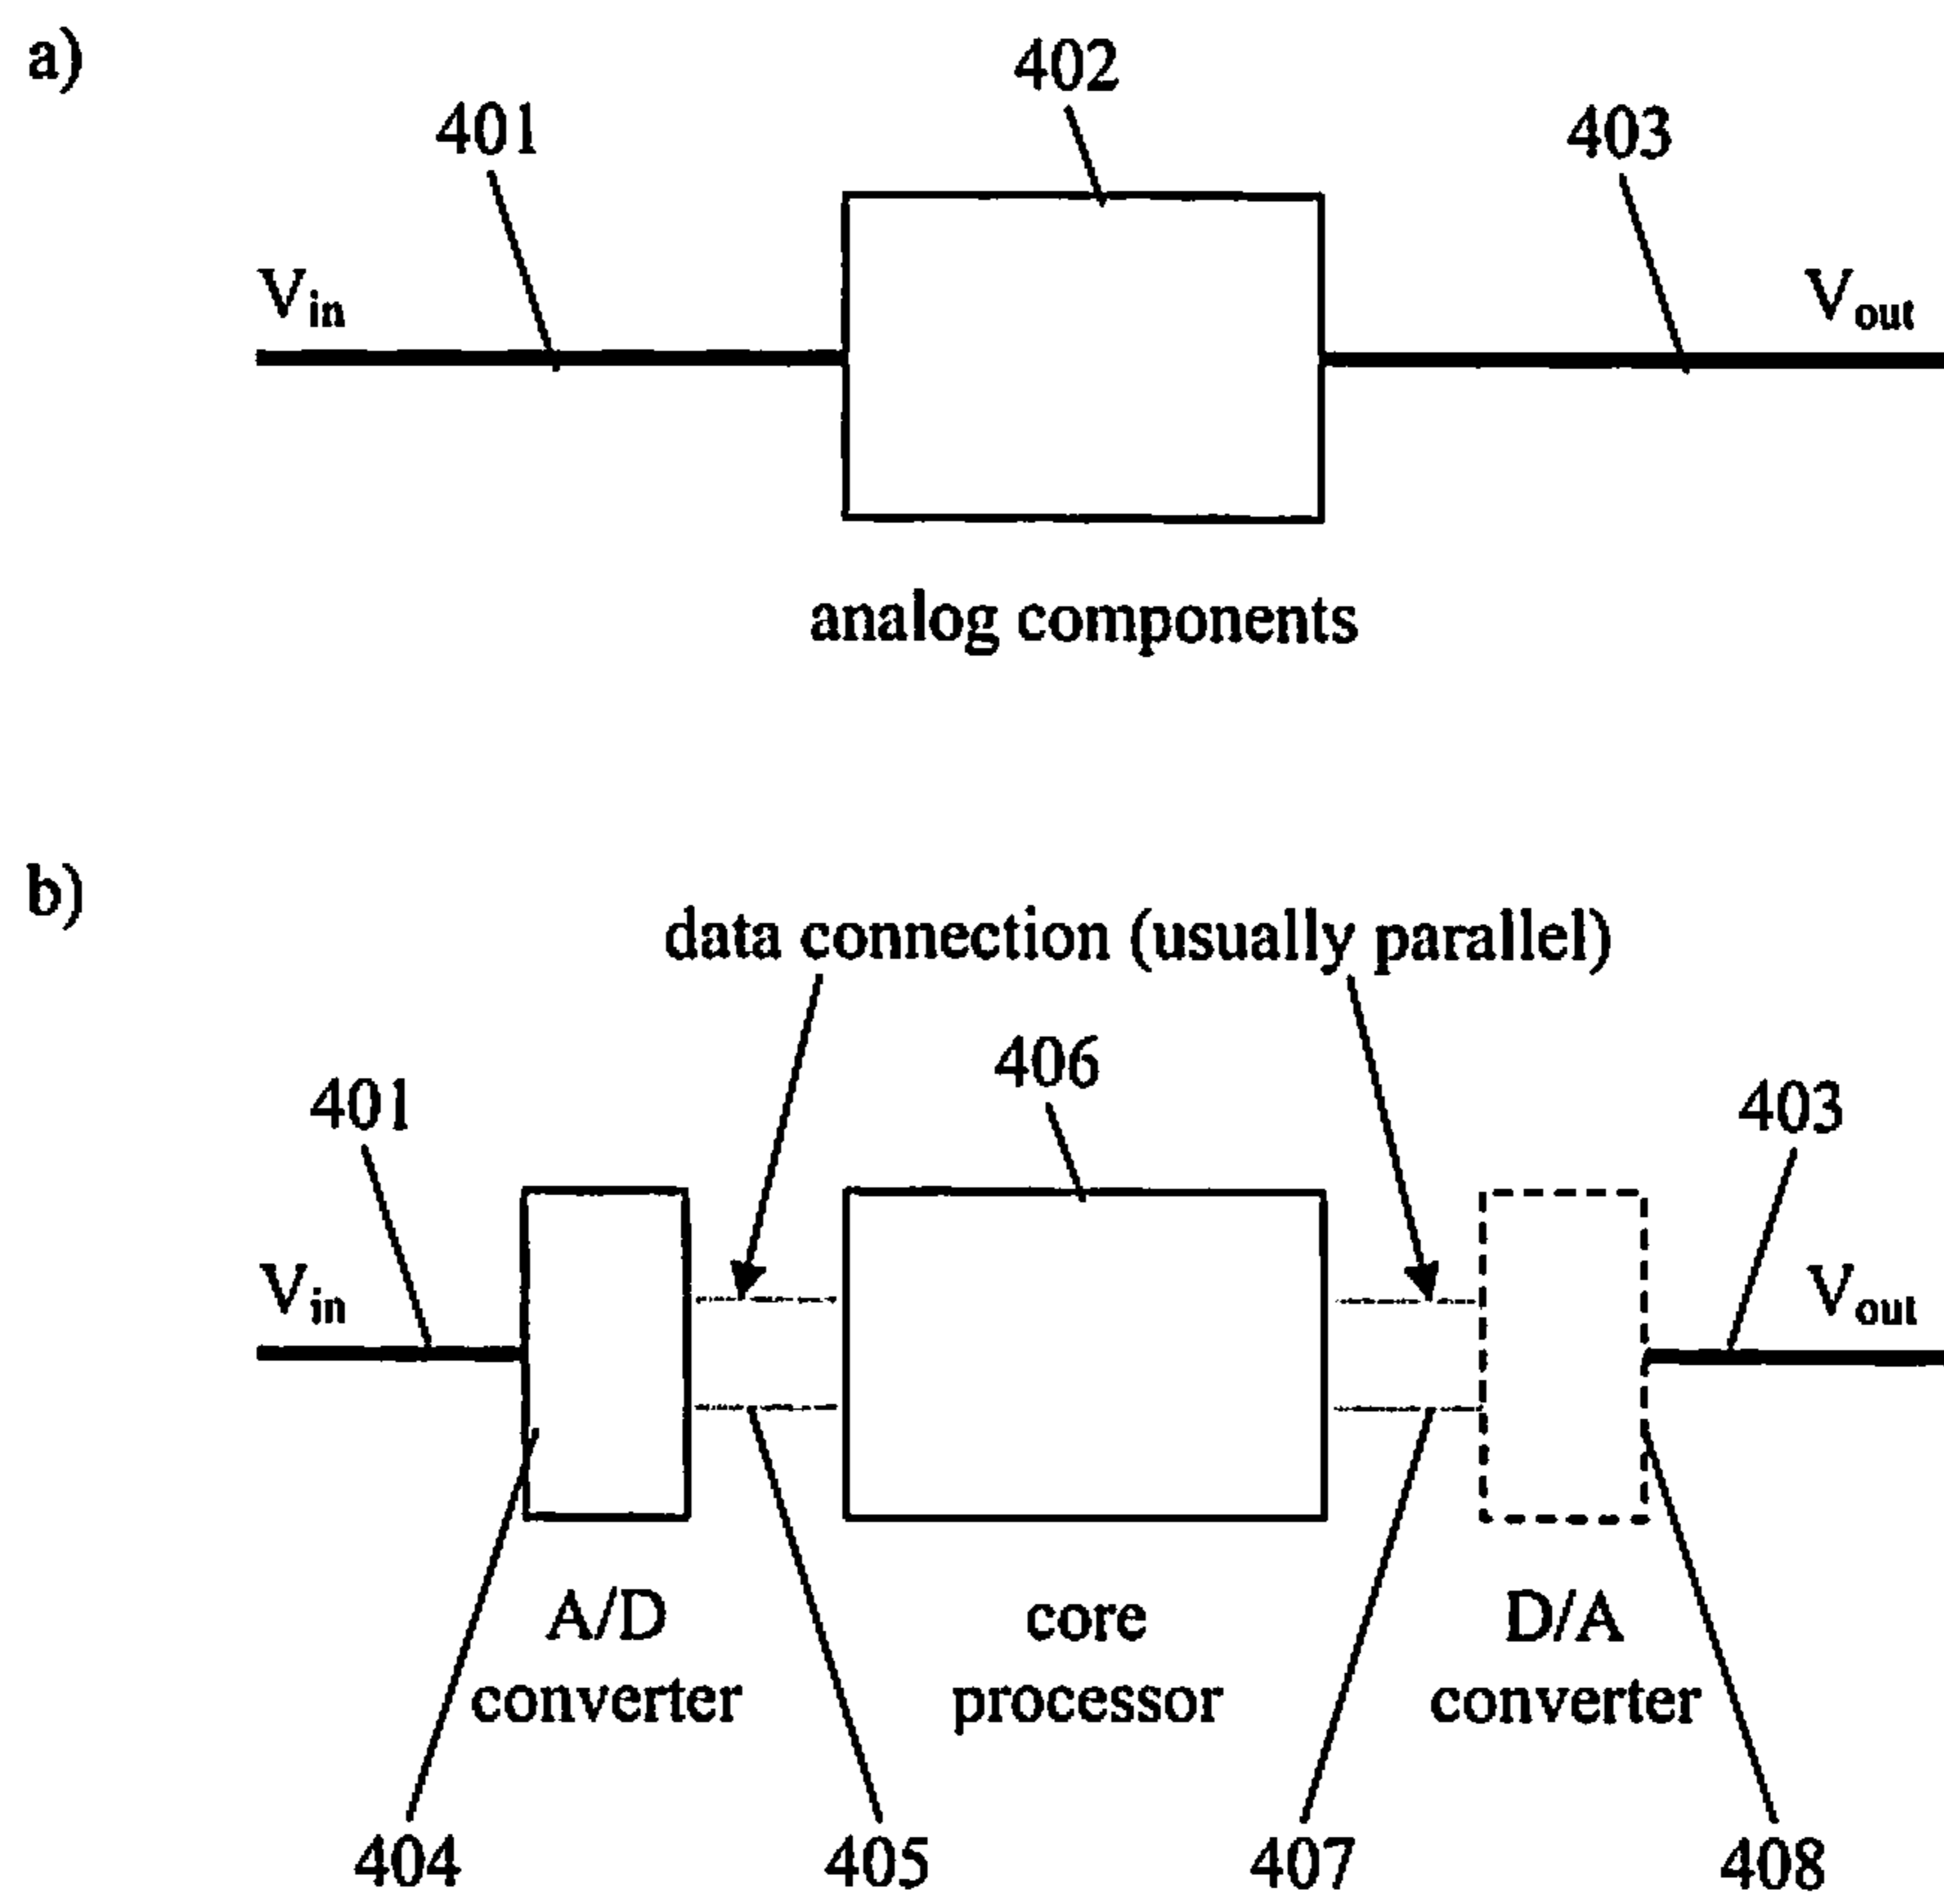 a)
402
401
403
Vin
Vout
analog components
b)
data connection (usually parallel)
406
401
403
Vin
Vout
A/D
converter
core
processor
D/A
converter
404
405
407
408